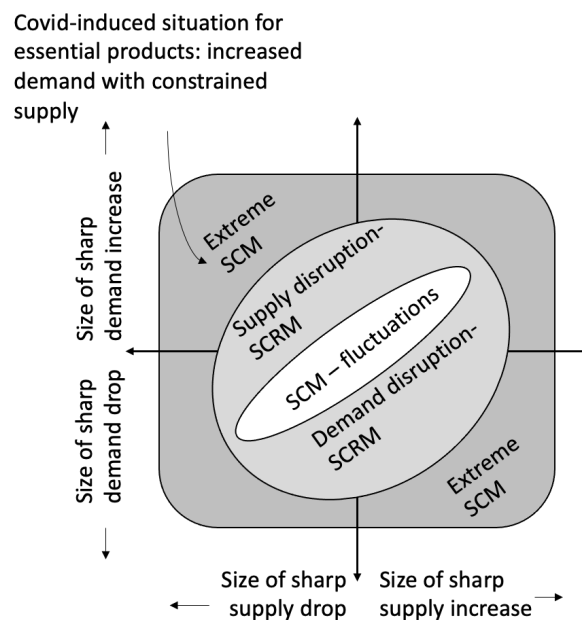 Covid-induced situation for
essential products: increased
demand with constrained
supply
Size of sharp
demand increase
Size of sharp
demand drop
Extreme
SCM
Supply disruption-
SCRM
SCM – fluctuations
Demand disruption-
SCRM
Extreme
SCM
Size of sharp
supply drop
Size of sharp
supply increase